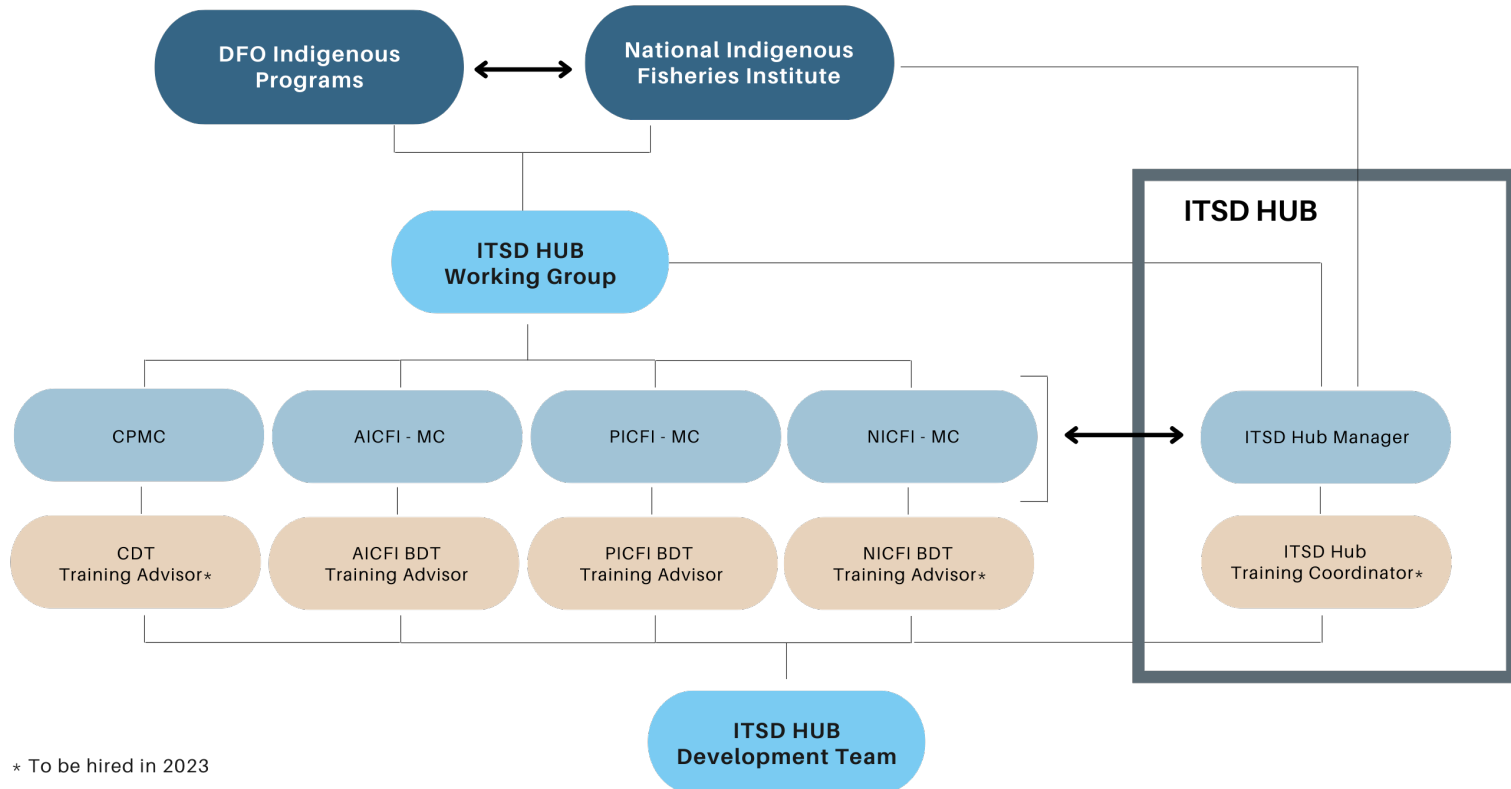 DFO Indigenous
Programs
National Indigenous
Fisheries Institute
ITSD HUB
ITSD HUB
Working Group
CPMC
AICFI - MC
PICFI - MC
NICFI - MC
ITSD Hub Manager
CDT
Training Advisor*
AICFI BDT
Training Advisor
PICFI BDT
Training Advisor
NICFI BDT
Training Advisor*
ITSD Hub
Training Coordinator*
ITSD HUB
Development Team
* To be hired in 2023